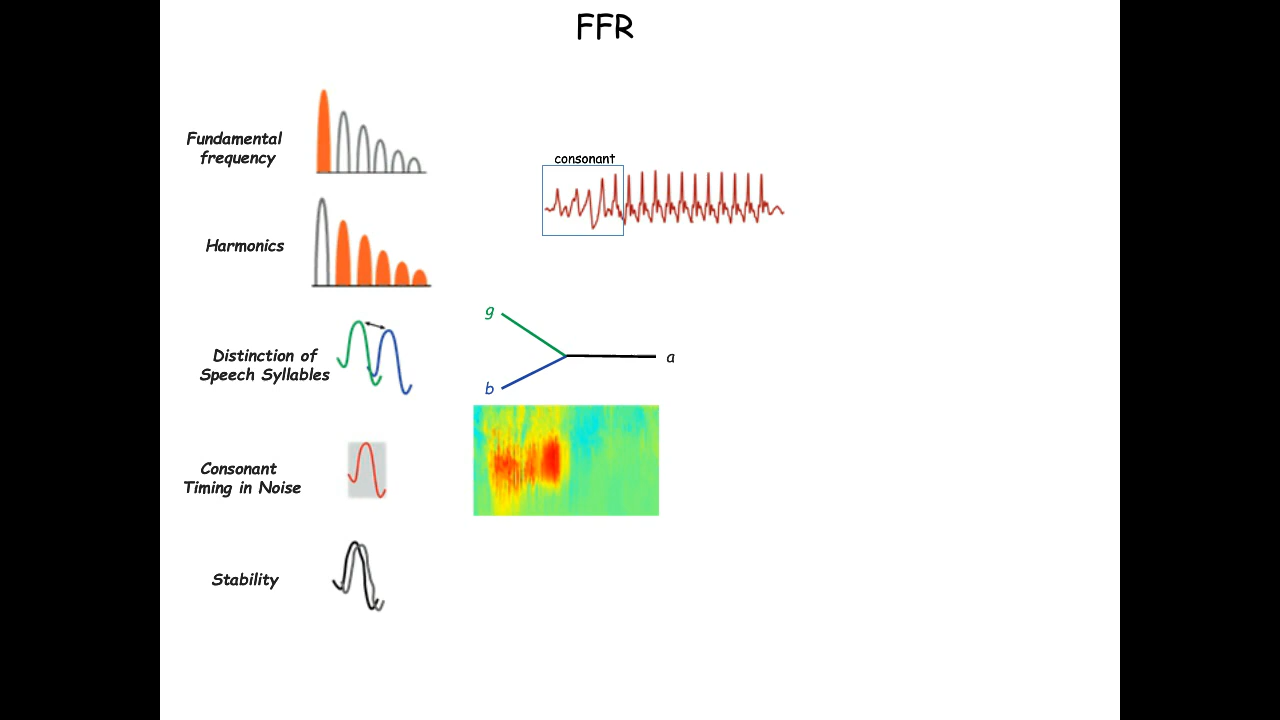 FFR
Fundamental
frequency
consonant
Harmonics
g
Distinction of
Speech Syllables
a
b
Consonant
Timing in Noise
Stability